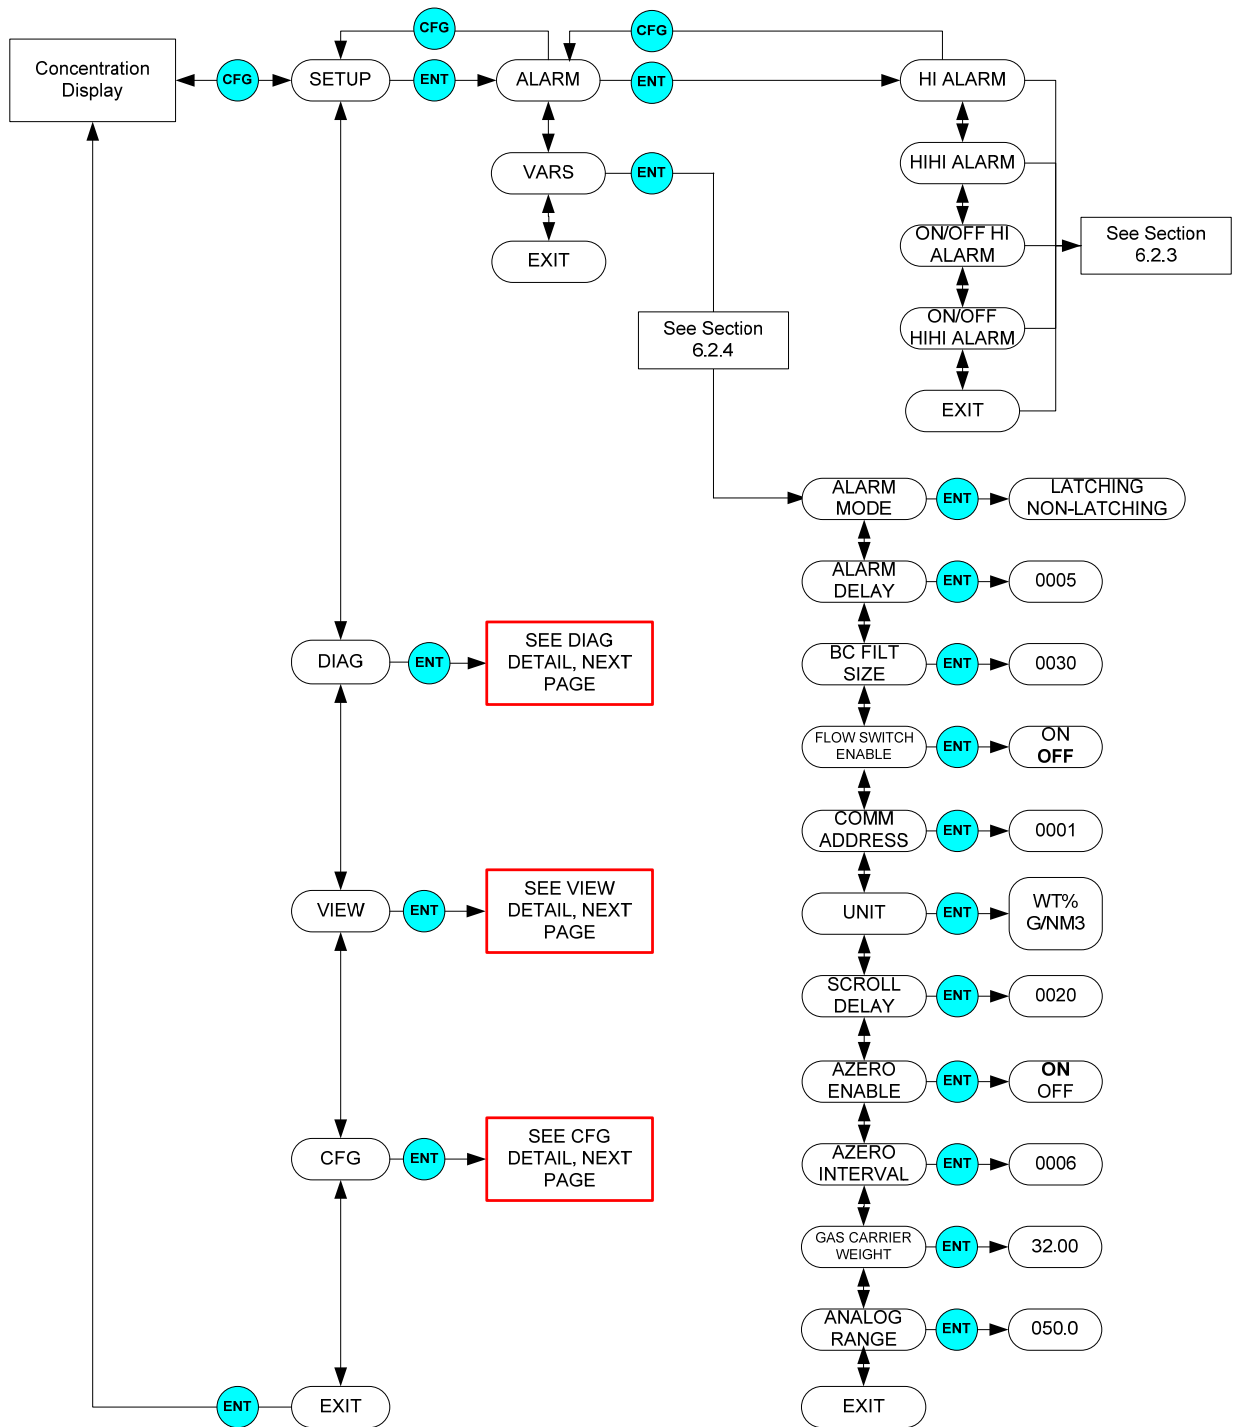 CFG
CFG
Concentration
Display
CFG
SETUP
ENT
ALARM
ENT
HI ALARM
VARS
ENT
HIHI ALARM
EXIT
ON/OFF HI
ALARM
See Section
6.2.3
See Section
6.2.4
ON/OFF
HIHI ALARM
EXIT
ALARM
MODE
ENT
LATCHING
NON-LATCHING
ALARM
DELAY
ENT
0005
DIAG
ENT
SEE DIAG
DETAIL, NEXT
PAGE
BC FILT
SIZE
ENT
0030
FLOW SWITCH
ENABLE
ENT
ON
OFF
COMM
ADDRESS
ENT
0001
VIEW
ENT
SEE VIEW
DETAIL, NEXT
PAGE
UNIT
ENT
WT%
G/NM3
SCROLL
DELAY
ENT
0020
AZERO
ENABLE
ENT
ON
OFF
CFG
ENT
SEE CFG
DETAIL, NEXT
PAGE
AZERO
INTERVAL
ENT
0006
GAS CARRIER
WEIGHT
ENT
32.00
ANALOG
RANGE
ENT
050.0
ENT
EXIT
EXIT